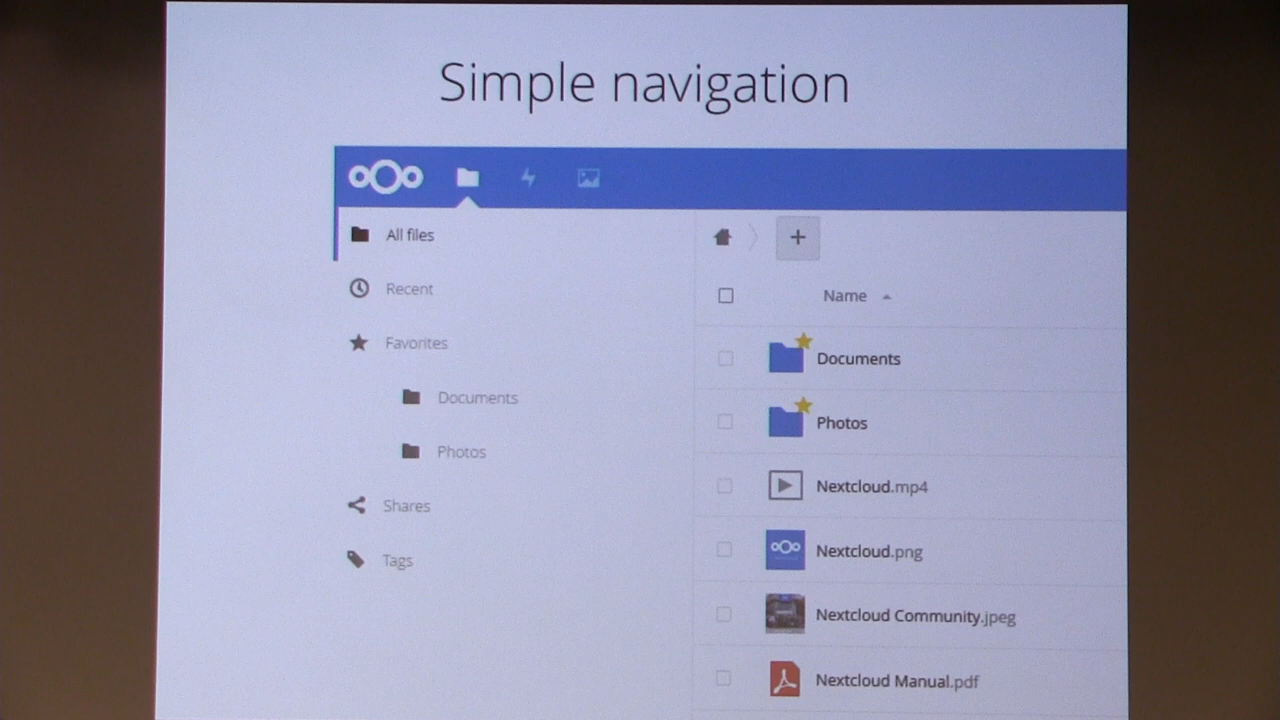 Simple navigation
All files
Recent
Favorites
Documents
Photos
Shares
Tags
Name
Documents
Photos
Nextcloud.mp4
Nextcloud.png
Nextcloud Community.jpeg
Nextcloud Manual.pdf